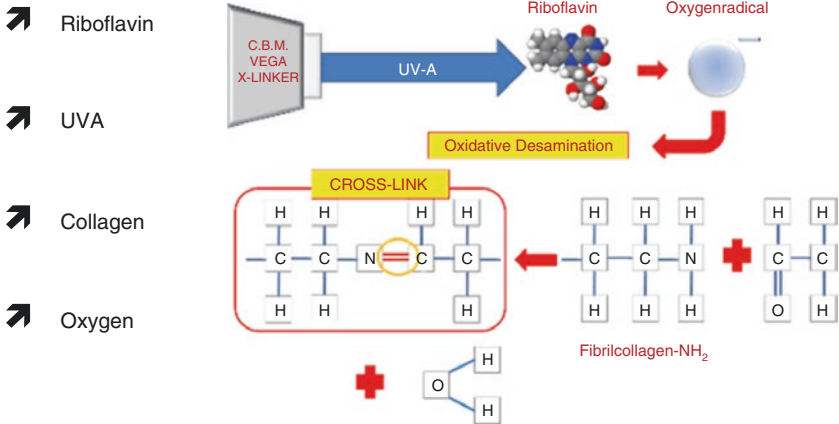 Riboflavin
UVA
Collagen
Oxygen
C.B.M.
VEGA
X-LINKER
UV-A
Riboflavin
Oxygenradical
Oxidative Desamination
CROSS-LINK
H H H H
C C N C C
H H H
H H H
C C N
H H H
H H
C C
O H
Fibrilcollagen-NH₂
H
O
H